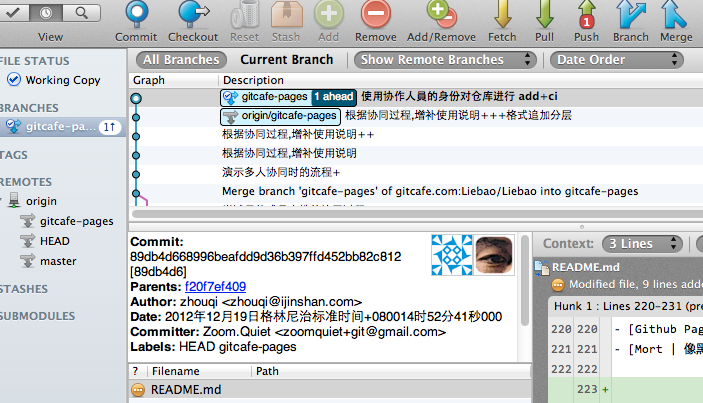 View
Commit
Checkout
Reset
Stash
Add
Remove
Add/Remove
Fetch
Pull
1
Push
Branch
Merge
FILE STATUS
Working Copy
BRANCHES
gitcafe-pa...
1↑
TAGS
REMOTES
origin
gitcafe-pages
HEAD
master
STASHES
SUBMODULES
All Branches
Current Branch
Show Remote Branches
Date Order
Graph
Description
gitcafe-pages 1 ahead 使用协作人员的身份对仓库进行 add+ci
origin/gitcafe-pages 根据协同过程,增补使用说明+++格式追加分层
根据协同过程,增补使用说明++
根据协同过程,增补使用说明
演示多人协同时的流程+
Merge branch 'gitcafe-pages' of gitcafe.com:Liebao/Liebao into gitcafe-pages
Commit:
89db4d668996beafdd9d36b397ffd452bb82c812
[89db4d6]
Parents: f20f7ef409
Author: zhouqi <zhouqi@ijinshan.com>
Date: 2012年12月19日格林尼治标准时间+080014时52分41秒000
Committer: Zoom.Quiet <zoomquiet+git@gmail.com>
Labels: HEAD gitcafe-pages
? Filename Path
README.md
Context: 3 Lines
README.md
Modified file, 9 lines adde
Hunk 1 : Lines 220-231 (pre
220 220 - [Github Pag
221 221 - [Mort | 像黑
222 222
223 +